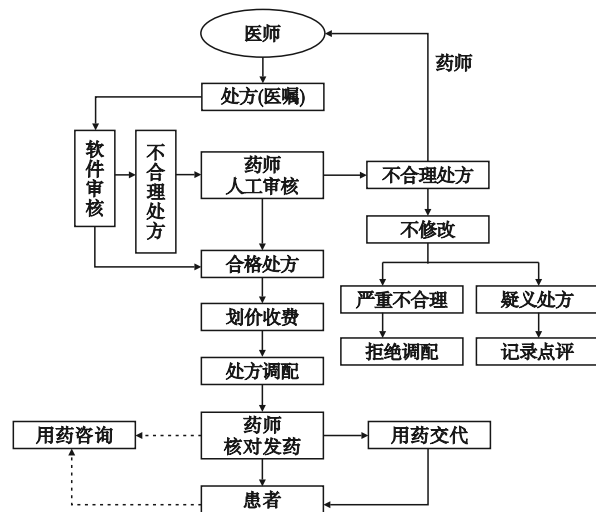 医师
药师
处方(医嘱)
软件审核
不合理处方
药师
人工审核
不合理处方
不修改
合格处方
严重不合理
疑义处方
划价收费
拒绝调配
记录点评
处方调配
用药咨询
药师
核对发药
用药交代
患者